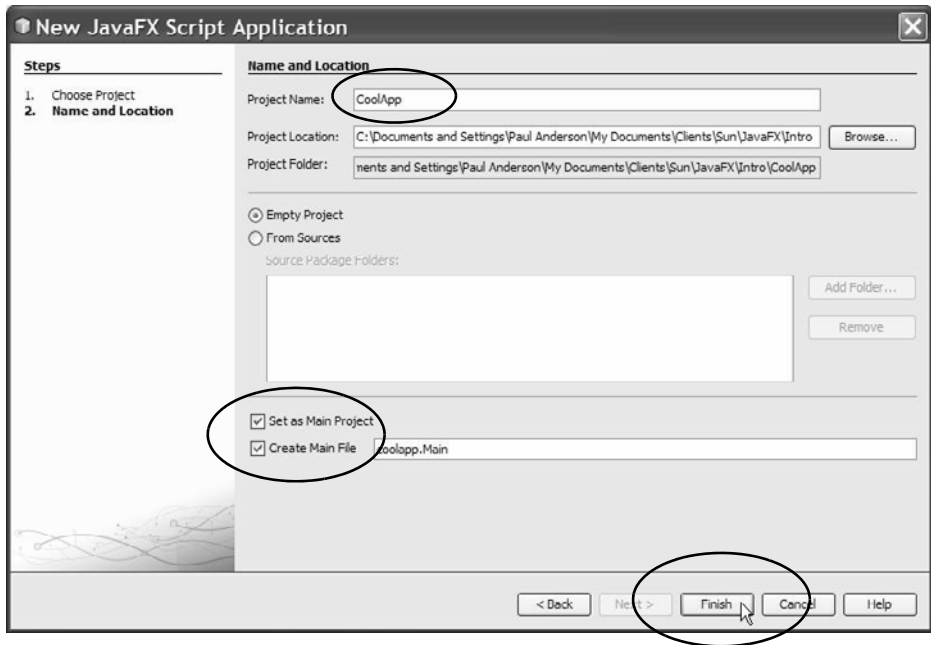 New JavaFX Script Application
Steps
1. Choose Project
2. Name and Location
Name and Location
Project Name: CoolApp
Project Location: C:\Documents and Settings\Paul Anderson\My Documents\Clients\Sun\JavaFX\Intro Browse...
Project Folder: nents and Settings\Paul Anderson\My Documents\Clients\Sun\JavaFX\Intro\CoolApp
Empty Project
From Sources
Source Package Folders:
Add Folder...
Remove
Set as Main Project
Create Main File coolapp.Main
< Back Next > Finish Cancel Help